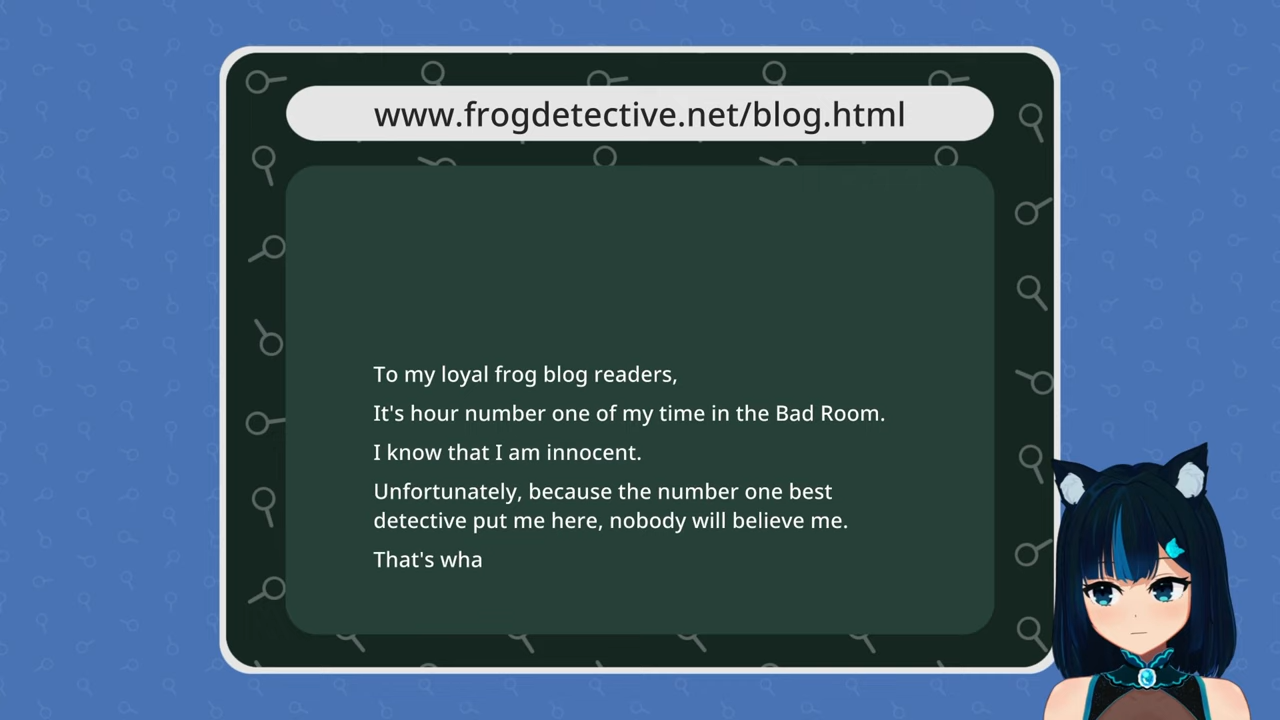 www.frogdetective.net/blog.html
To my loyal frog blog readers,
It's hour number one of my time in the Bad Room.
I know that I am innocent.
Unfortunately, because the number one best
detective put me here, nobody will believe me.
That's wha